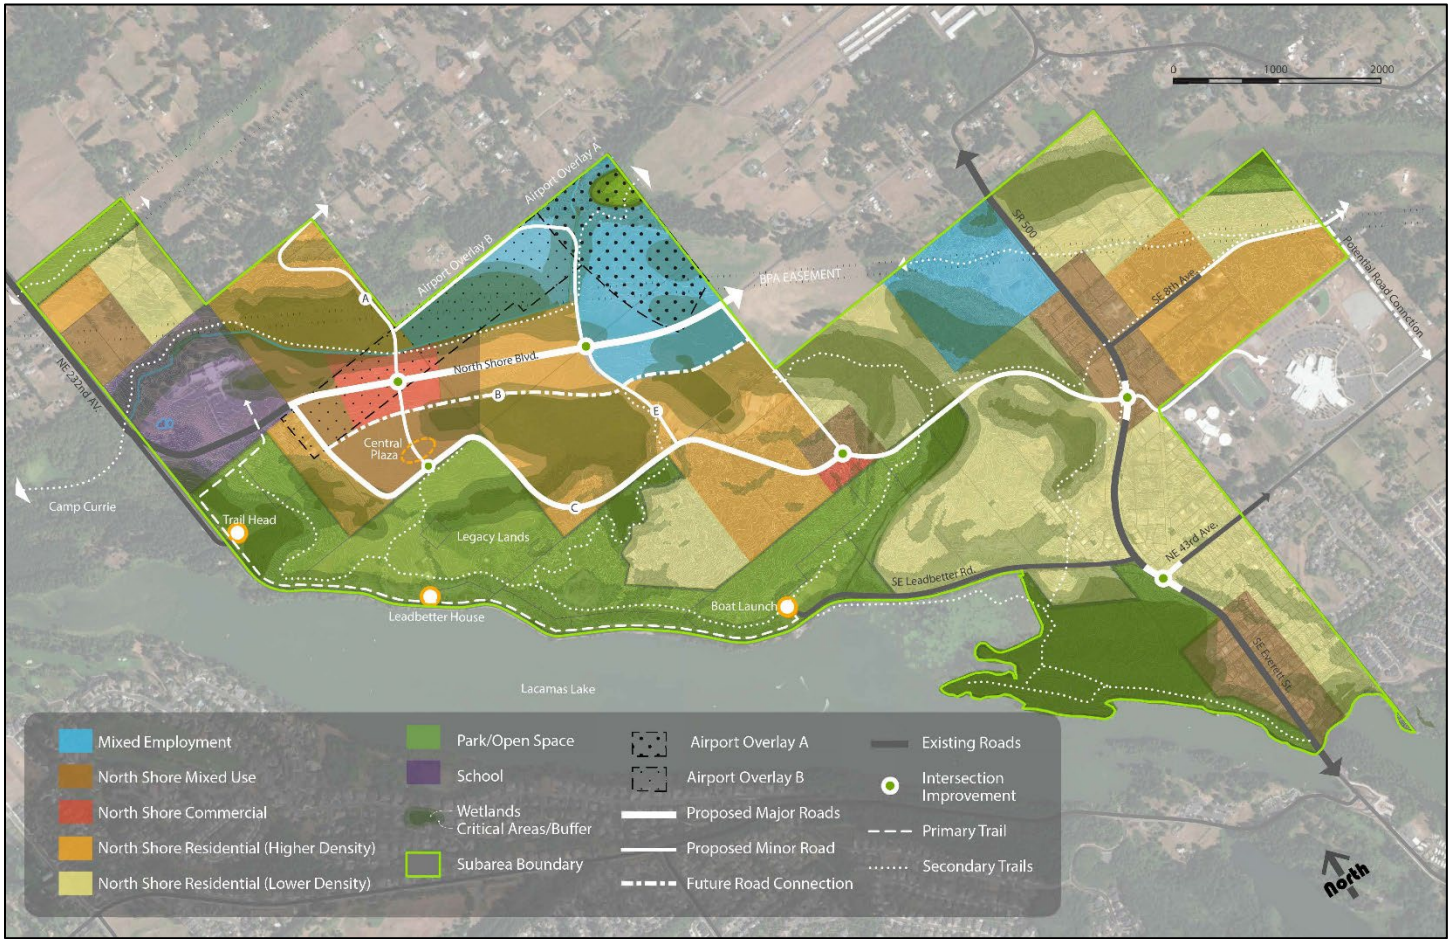 0 1000 2000
Airport Overlay A
SR 500
Airport Overlay B
Potential Road Connction
BPA EASEMENT
SE 8th Ave.
A
North Shore Blvd.
NE 232nd AV.
B
E
Central
Plaza
C
Camp Currie
Trail Head
Legacy Lands
NE 43rd Ave.
SE Leadbetter Rd.
Boat Launch
Leadbetter House
SE Everett St.
Lacamas Lake
Mixed Employment
North Shore Mixed Use
North Shore Commercial
North Shore Residential (Higher Density)
North Shore Residential (Lower Density)
Park/Open Space
School
Wetlands
Critical Areas/Buffer
Subarea Boundary
Airport Overlay A
Airport Overlay B
Proposed Major Roads
Proposed Minor Road
Future Road Connection
Existing Roads
Intersection
Improvement
Primary Trail
Secondary Trails
North